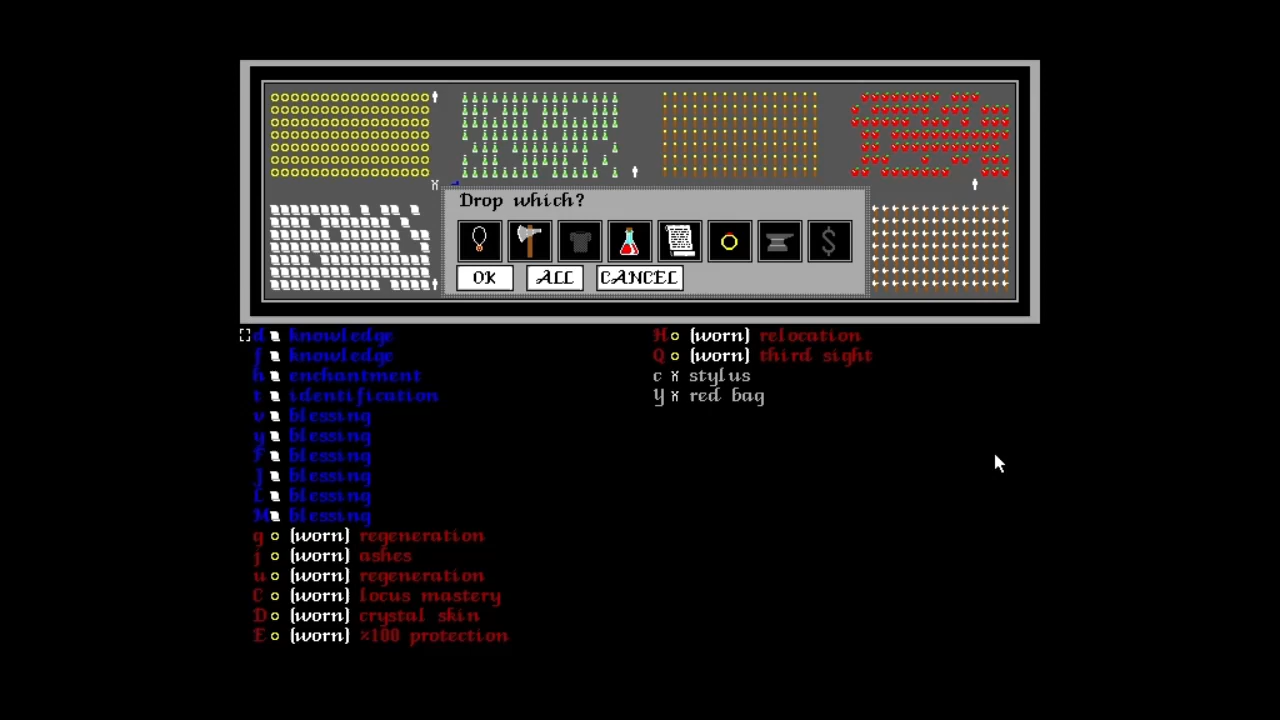 Drop which?
OK ALL CANCEL
d knowledge
f knowledge
h enchantment
t identification
v blessing
y blessing
F blessing
J blessing
L blessing
M blessing
g (worn) regeneration
j (worn) ashes
u (worn) regeneration
C (worn) locus mastery
D (worn) crystal skin
E (worn) %100 protection
H (worn) relocation
Q (worn) third sight
c stylus
Y red bag